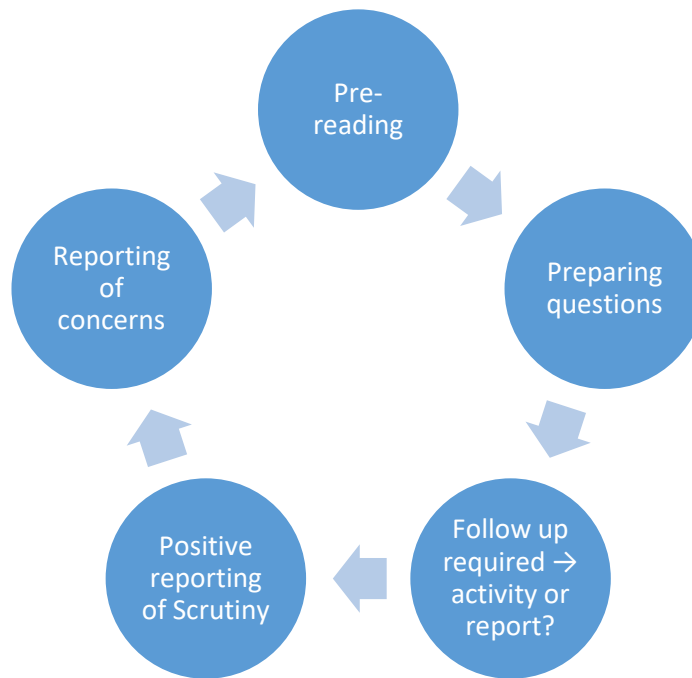 Pre-
reading
Preparing
questions
Follow up
required →
activity or
report?
Positive
reporting
of Scrutiny
Reporting
of
concerns